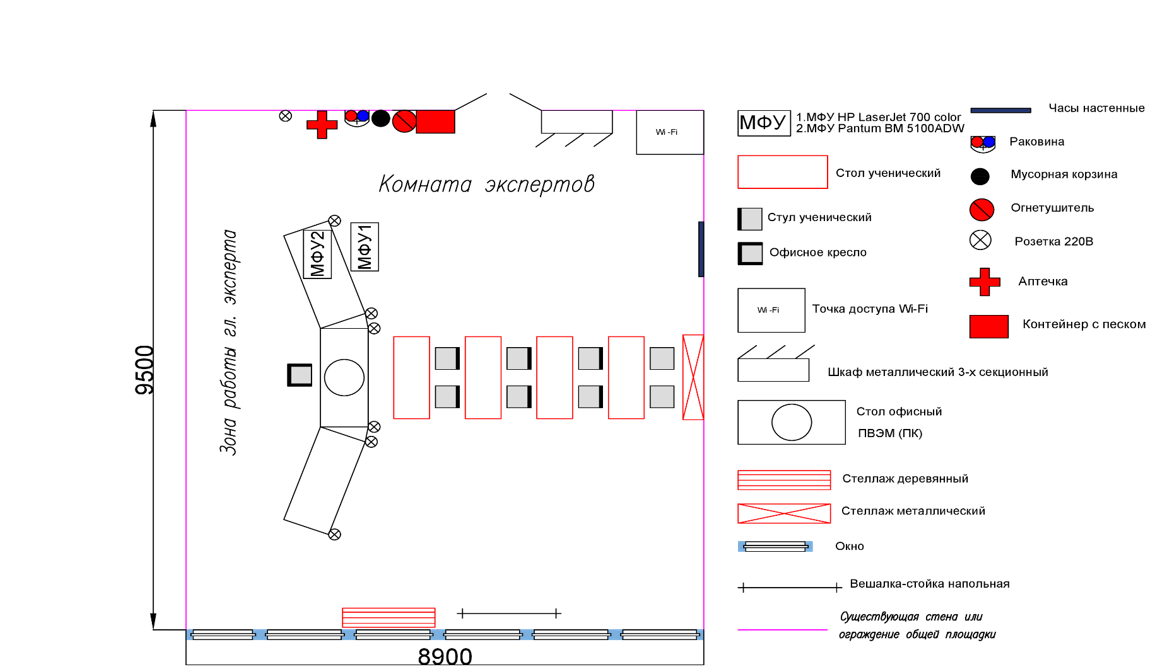 Wi-Fi
Комната экспертов
Зона работы гл. эксперта
МФУ2
МФУ1
9500
8900
МФУ
1.МФУ HP LaserJet 700 color
2.МФУ Pantum BM 5100ADW
Стол ученический
Стул ученический
Офисное кресло
Wi-Fi
Точка доступа Wi-Fi
Шкаф металлический 3-х секционный
Стол офисный
ПВЭМ (ПК)
Стеллаж деревянный
Стеллаж металлический
Окно
Вешалка-стойка напольная
Существующая стена или
ограждение общей площадки
Часы настенные
Раковина
Мусорная корзина
Огнетушитель
Розетка 220В
Аптечка
Контейнер с песком